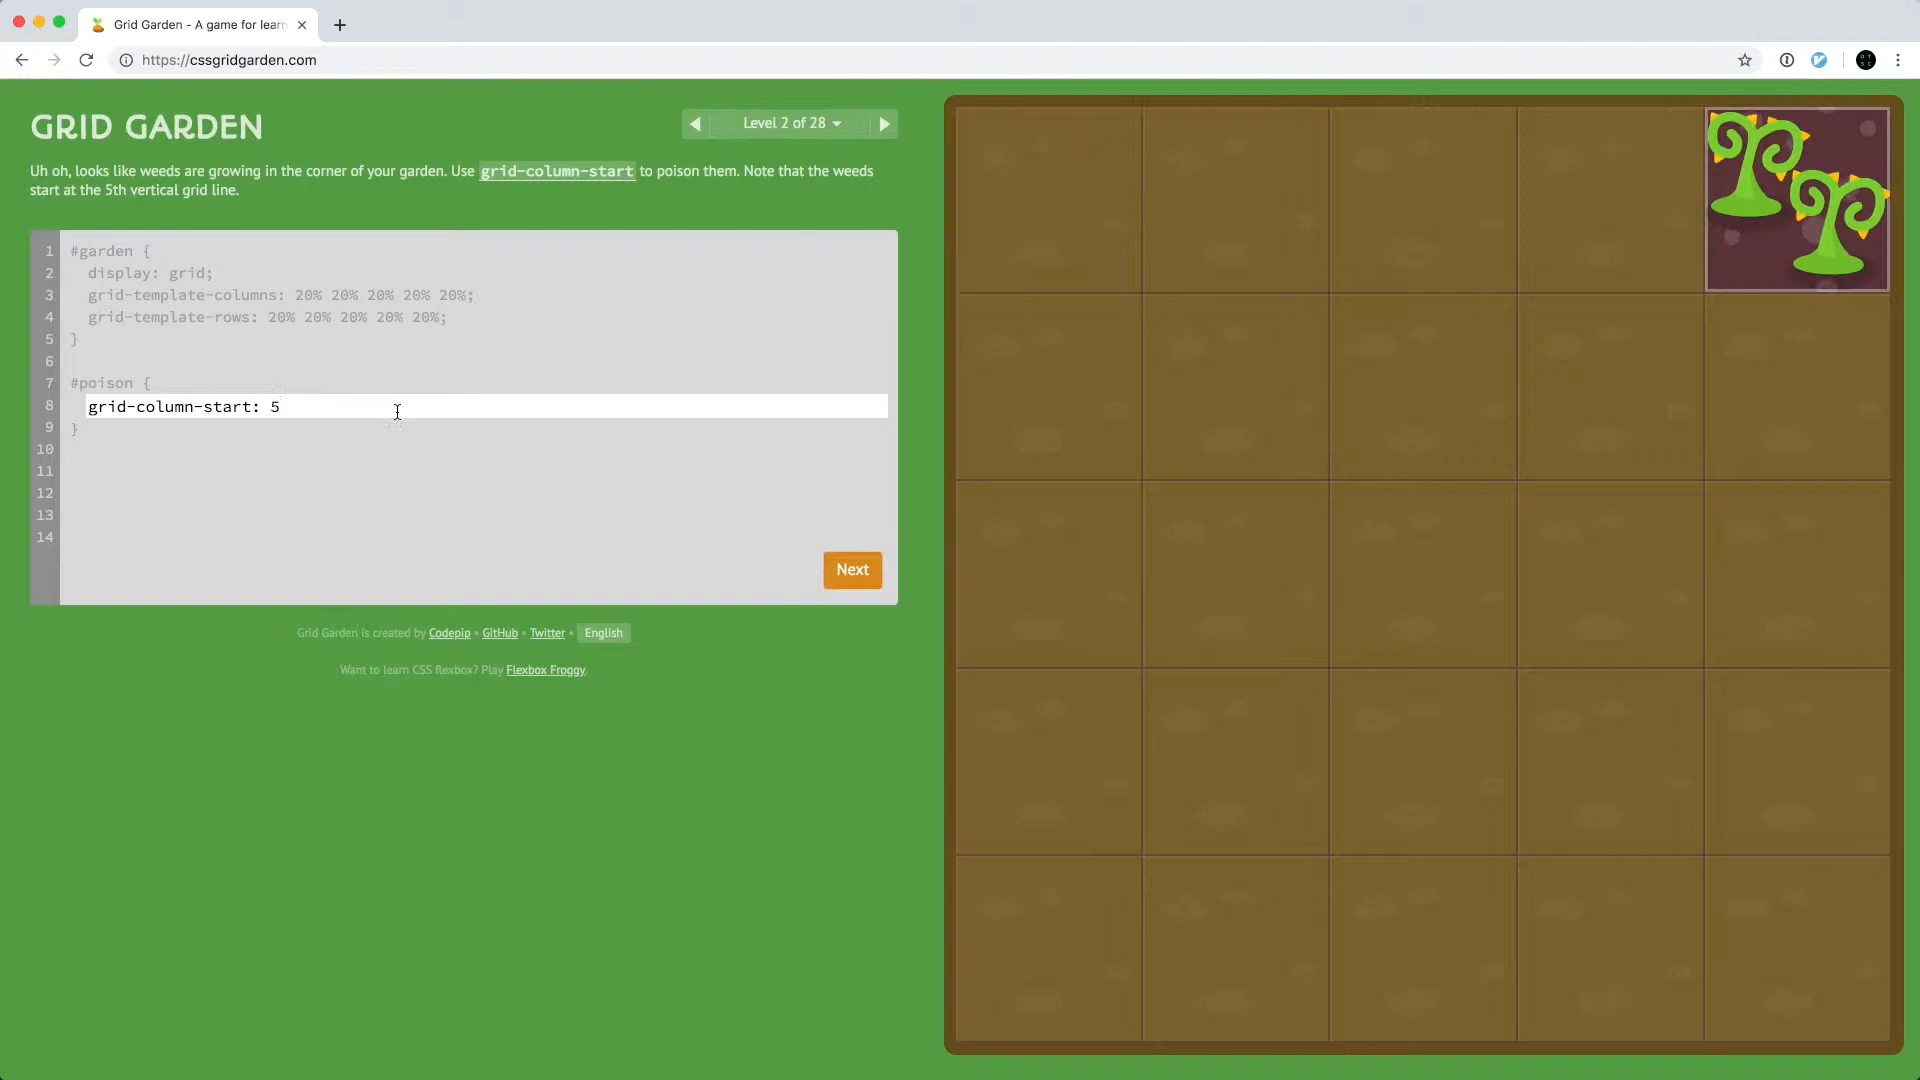 Grid Garden - A game for learn
https://cssgridgarden.com
GRID GARDEN
Level 2 of 28
Uh oh, looks like weeds are growing in the corner of your garden. Use grid-column-start to poison them. Note that the weeds
start at the 5th vertical grid line.
1 #garden {
2 display: grid;
3 grid-template-columns: 20% 20% 20% 20% 20%;
4 grid-template-rows: 20% 20% 20% 20% 20%;
5 }
6
7 #poison {
8 grid-column-start: 5
9 }
10
11
12
13
14
Next
Grid Garden is created by Codepip • GitHub • Twitter • English
Want to learn CSS flexbox? Play Flexbox Froggy.